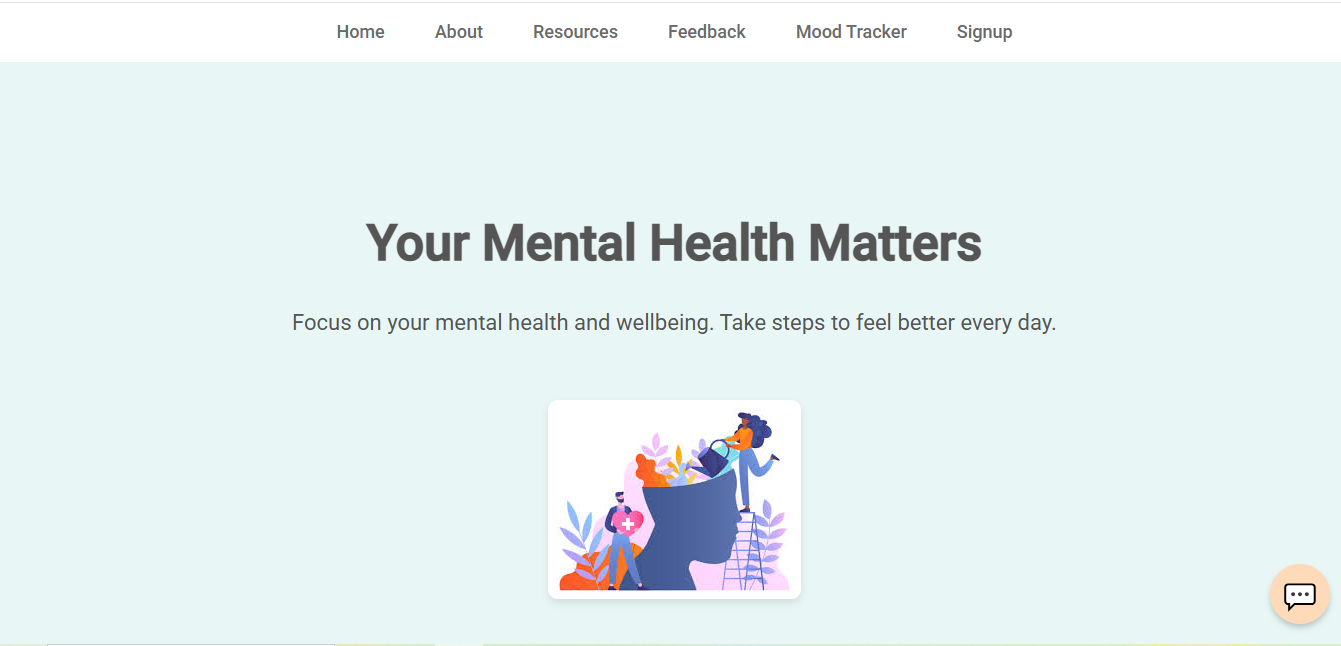 Home About Resources Feedback Mood Tracker Signup
Your Mental Health Matters
Focus on your mental health and wellbeing. Take steps to feel better every day.